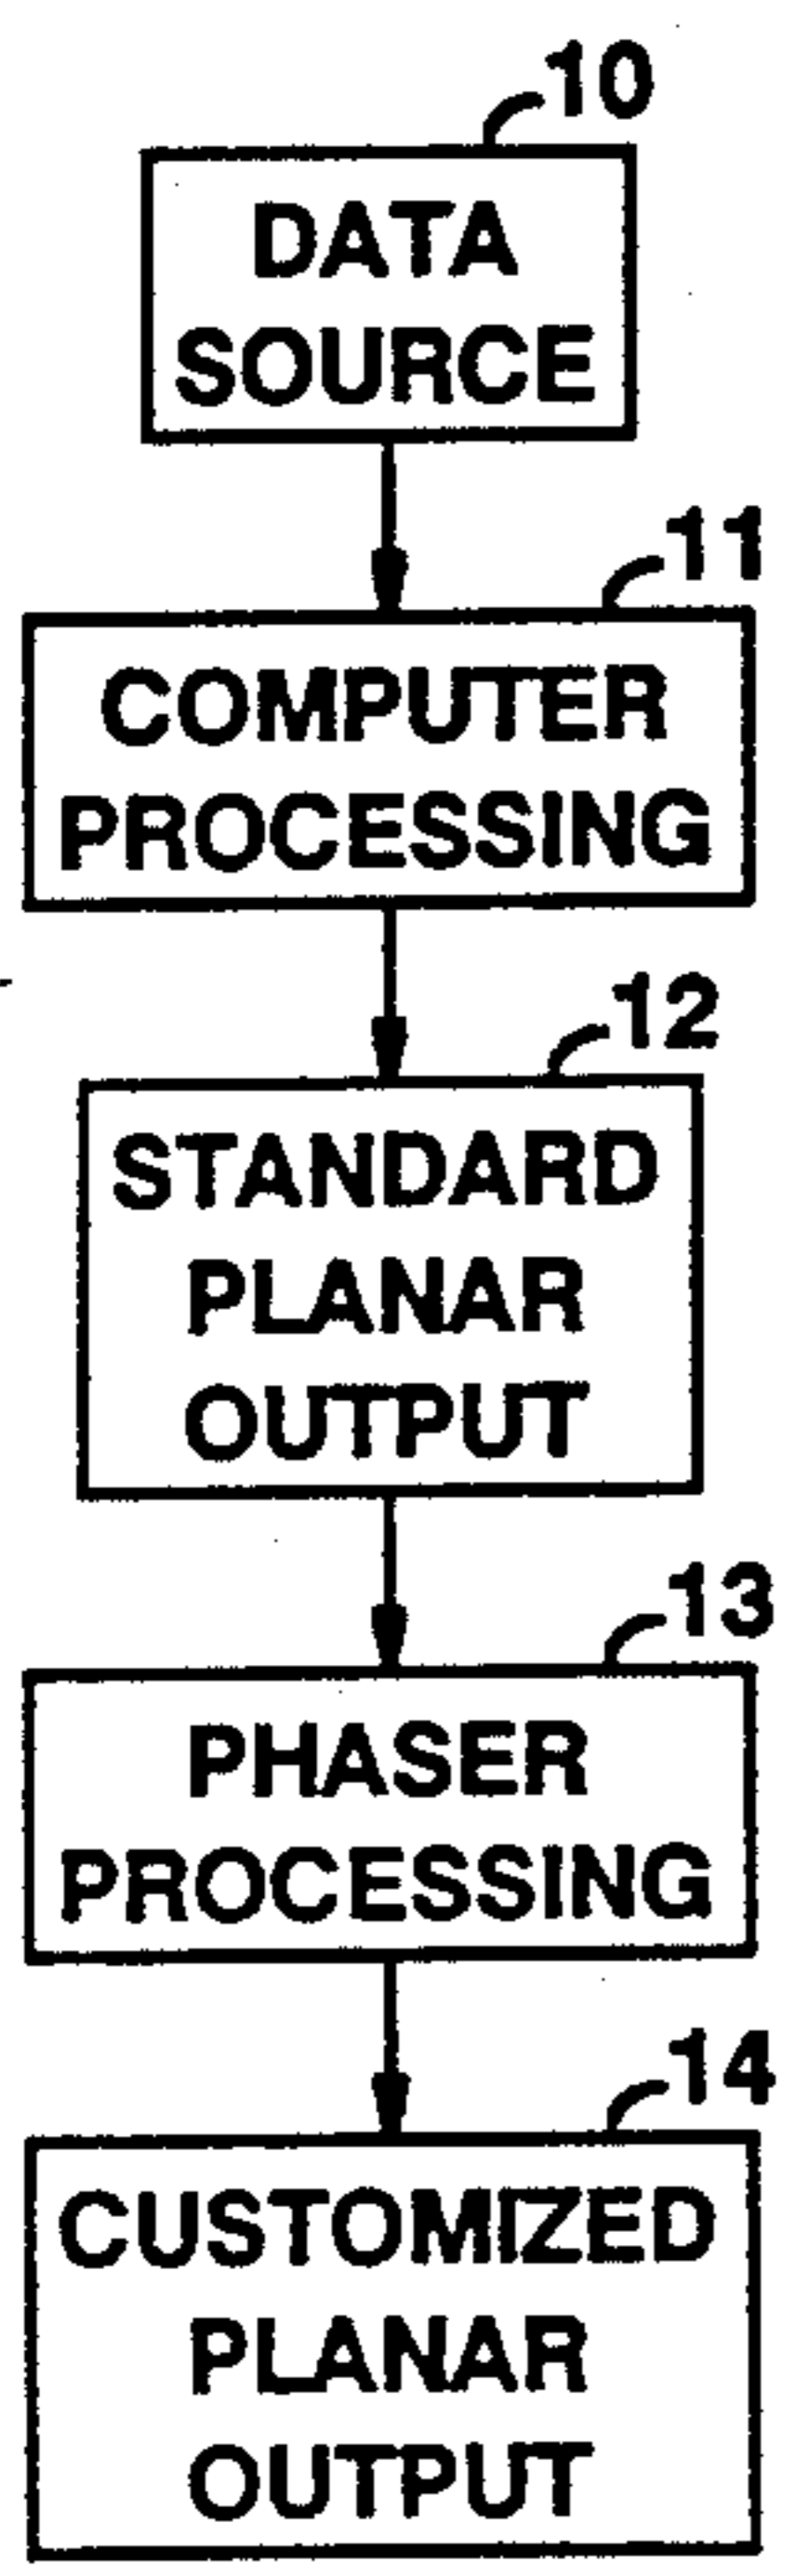 10
DATA
SOURCE
11
COMPUTER
PROCESSING
12
STANDARD
PLANAR
OUTPUT
13
PHASER
PROCESSING
14
CUSTOMIZED
PLANAR
OUTPUT